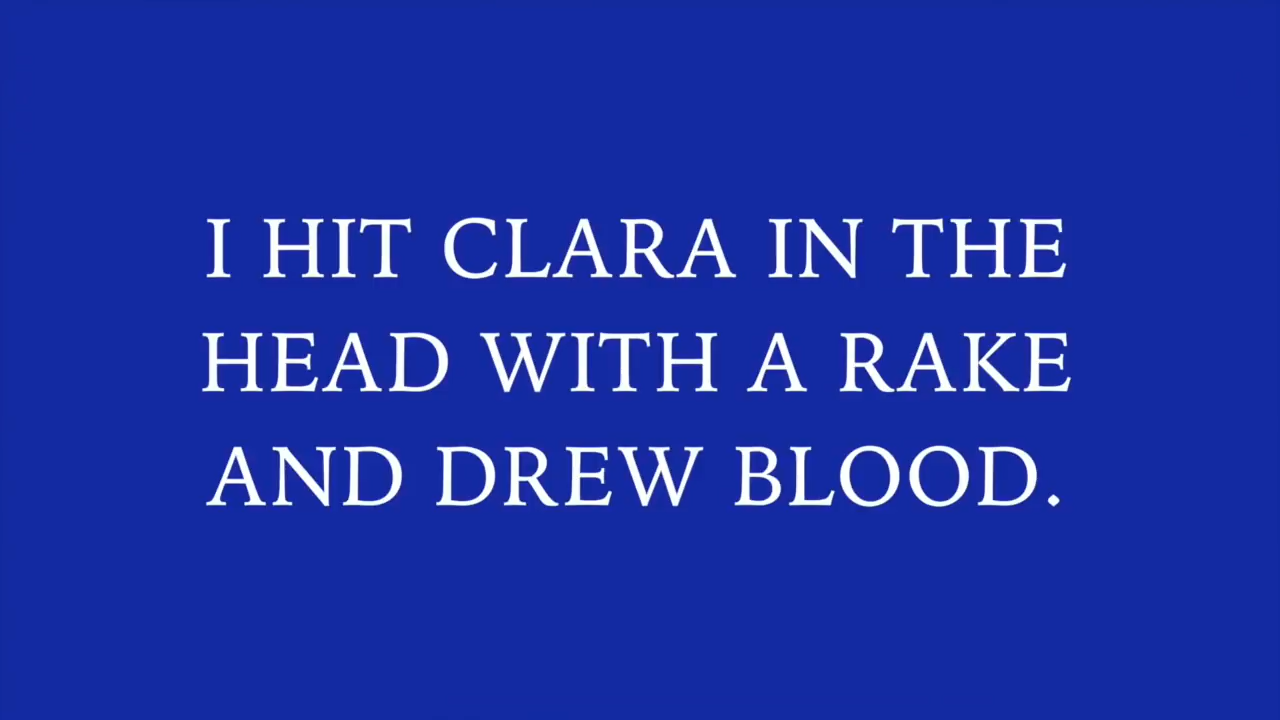 I HIT CLARA IN THE
HEAD WITH A RAKE
AND DREW BLOOD.